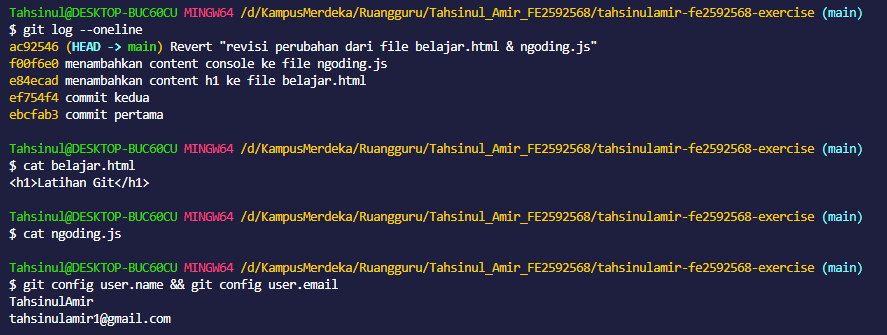 Tahsinul@DESKTOP-BUC60CU MINGW64 /d/KampusMerdeka/Ruangguru/Tahsinul_Amir_FE2592568/tahsinulamir-fe2592568-exercise (main)
$ git log --oneline
ac92546 (HEAD -> main) Revert "revisi perubahan dari file belajar.html & ngoding.js"
f00f6e0 menambahkan content console ke file ngoding.js
e84ecad menambahkan content h1 ke file belajar.html
ef754f4 commit kedua
ebcfab3 commit pertama
Tahsinul@DESKTOP-BUC60CU MINGW64 /d/KampusMerdeka/Ruangguru/Tahsinul_Amir_FE2592568/tahsinulamir-fe2592568-exercise (main)
$ cat belajar.html
<h1>Latihan Git</h1>
Tahsinul@DESKTOP-BUC60CU MINGW64 /d/KampusMerdeka/Ruangguru/Tahsinul_Amir_FE2592568/tahsinulamir-fe2592568-exercise (main)
$ cat ngoding.js
Tahsinul@DESKTOP-BUC60CU MINGW64 /d/KampusMerdeka/Ruangguru/Tahsinul_Amir_FE2592568/tahsinulamir-fe2592568-exercise (main)
$ git config user.name && git config user.email
TahsinulAmir
tahsinulamir1@gmail.com